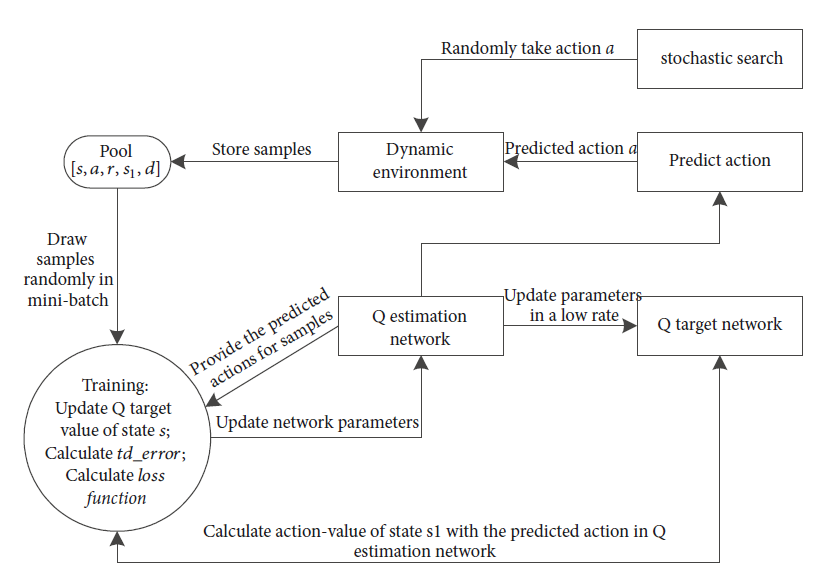 Randomly take action a
stochastic search
Pool
[s, a, r, s1, d]
Store samples
Dynamic
environment
Predicted action a
Predict action
Draw
samples
randomly in
mini-batch
Provide the predicted
actions for samples
Q estimation
network
Update parameters
in a low rate
Q target network
Training:
Update Q target
value of state s;
Calculate td_error;
Calculate loss
function
Update network parameters
Calculate action-value of state s1 with the predicted action in Q
estimation network